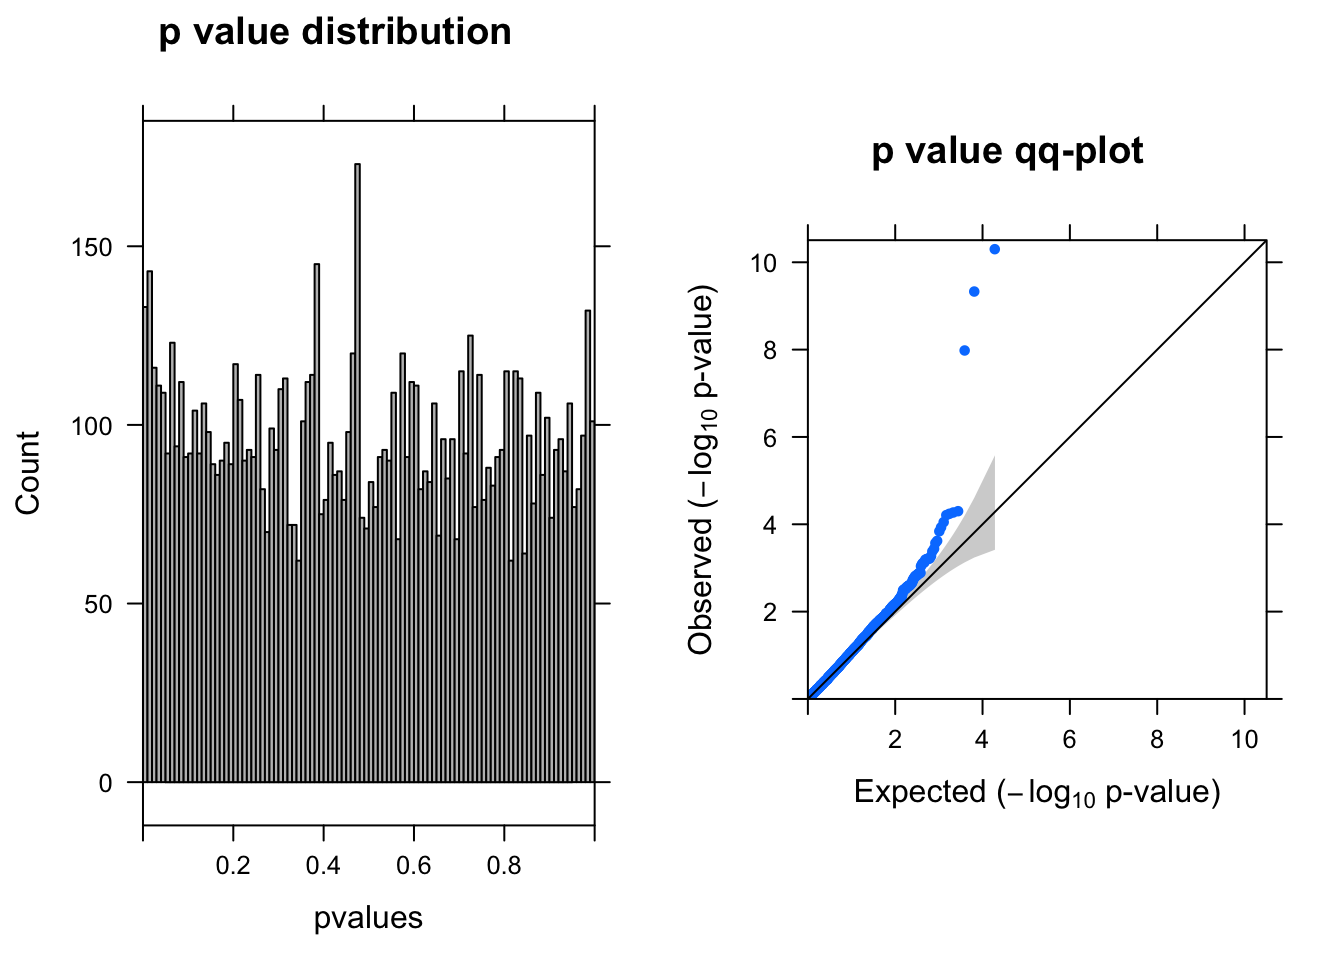 p value distribution
150
100
50
0
Count
0.2 0.4 0.6 0.8
pvalues
p value qq-plot
10
8
6
4
2
Observed (−log₁₀ p-value)
2 4 6 8 10
Expected (−log₁₀ p-value)